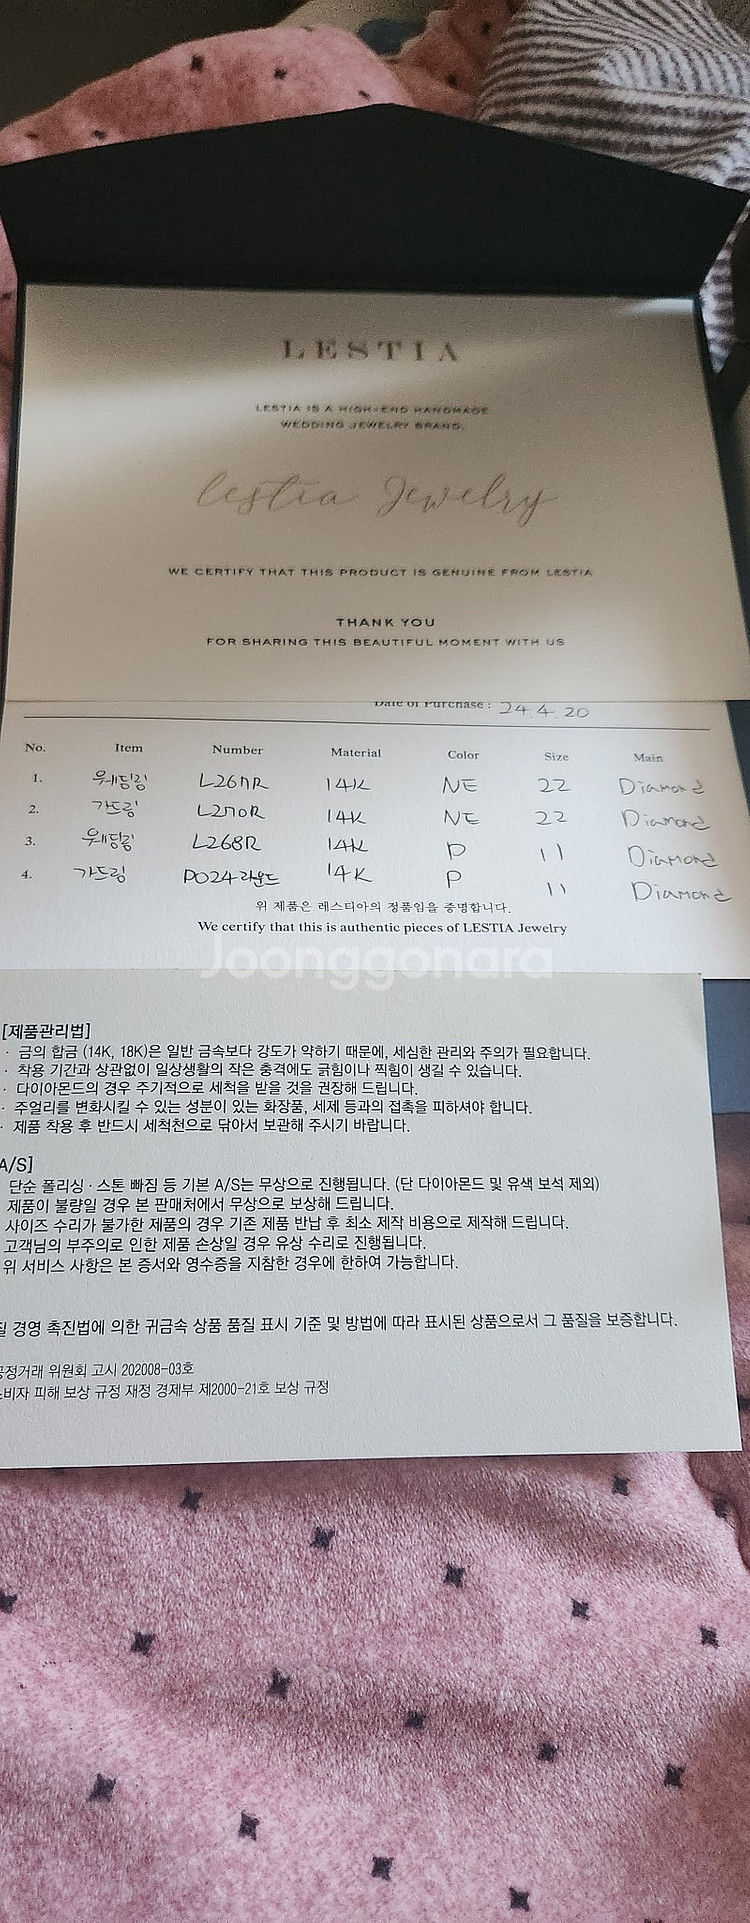 LESTIA
LESTIA IS A HIGH-END HANDMADE
WEDDING JEWELRY BRAND.
lestia Jewelry
WE CERTIFY THAT THIS PRODUCT IS GENUINE FROM LESTIA
THANK YOU
FOR SHARING THIS BEAUTIFUL MOMENT WITH US
Date of Purchase : 24.4.20
No. Item Number Material Color Size Main
1. 웨딩링 14K NE 22 Diamond
2. 가드링 L270R 14K NE 22 Diamond
3. 웨딩링 L268R 14K P 11 Diamond
4. 가드링 P024라운드 14K P 11 Diamond
위 제품은 레스티아의 정품임을 증명합니다.
We certify that this is authentic pieces of LESTIA Jewelry
Joonggonara
[제품관리법]
· 금의 합금 (14K, 18K)은 일반 금속보다 강도가 약하기 때문에, 세심한 관리와 주의가 필요합니다.
· 착용 기간과 상관없이 일상생활의 작은 충격에도 긁힘이나 찍힘이 생길 수 있습니다.
· 다이아몬드의 경우 주기적으로 세척을 받을 것을 권장해 드립니다.
· 주얼리를 변화시킬 수 있는 성분이 있는 화장품, 세제 등과의 접촉을 피하셔야 합니다.
· 제품 착용 후 반드시 세척천으로 닦아서 보관해 주시기 바랍니다.
A/S]
단순 폴리싱 · 스톤 빠짐 등 기본 A/S는 무상으로 진행됩니다. (단 다이아몬드 및 유색 보석 제외)
제품이 불량일 경우 본 판매처에서 무상으로 보상해 드립니다.
사이즈 수리가 불가한 제품의 경우 기존 제품 반납 후 최소 제작 비용으로 제작해 드립니다.
고객님의 부주의로 인한 제품 손상일 경우 유상 수리로 진행됩니다.
위 서비스 사항은 본 증서와 영수증을 지참한 경우에 한하여 가능합니다.
질 경영 촉진법에 의한 귀금속 상품 품질 표시 기준 및 방법에 따라 표시된 상품으로서 그 품질을 보증합니다.
공정거래 위원회 고시 202008-03호
소비자 피해 보상 규정 재정 경제부 제2000-21호 보상 규정